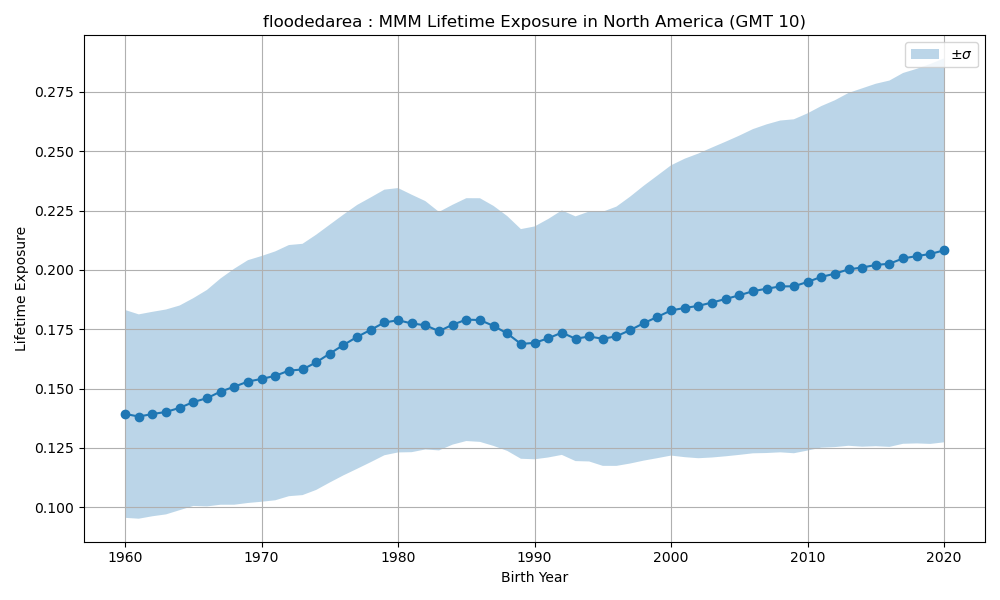 floodedarea : MMM Lifetime Exposure in North America (GMT 10)
±σ
0.275
0.250
0.225
0.200
0.175
0.150
0.125
0.100
Lifetime Exposure
1960 1970 1980 1990 2000 2010 2020
Birth Year